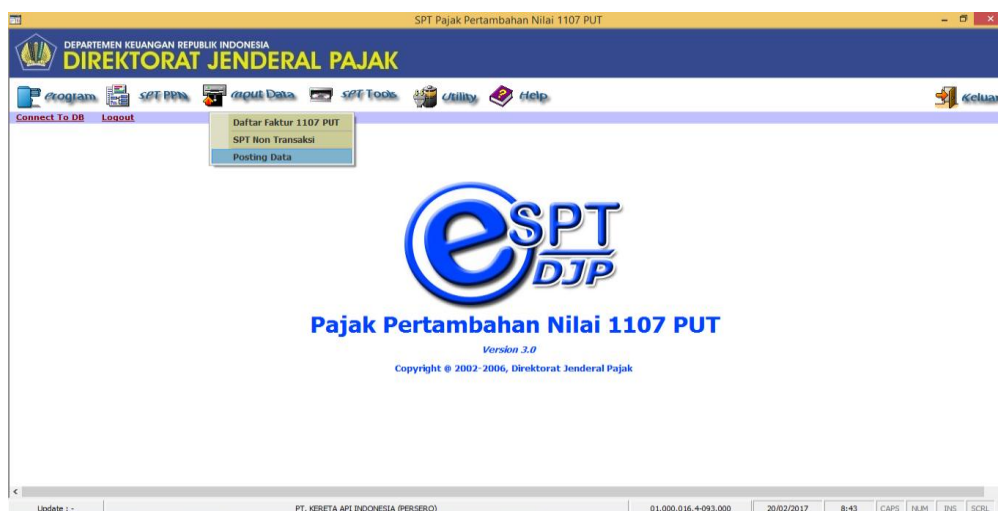 SPT Pajak Pertambahan Nilai 1107 PUT
DEPARTEMEN KEUANGAN REPUBLIK INDONESIA
DIREKTORAT JENDERAL PAJAK
Program SPT PPN Input Data SPT Tools Utility Help Keluar
Connect To DB Logout
Daftar Faktur 1107 PUT
SPT Non Transaksi
Posting Data
eSPT
DJP
Pajak Pertambahan Nilai 1107 PUT
Version 3.0
Copyright @ 2002-2006, Direktorat Jenderal Pajak
Update : - PT. KERETA API INDONESIA (PERSERO) 01.000.016.4-093.000 20/02/2017 8:43 CAPS NUM INS SCRL